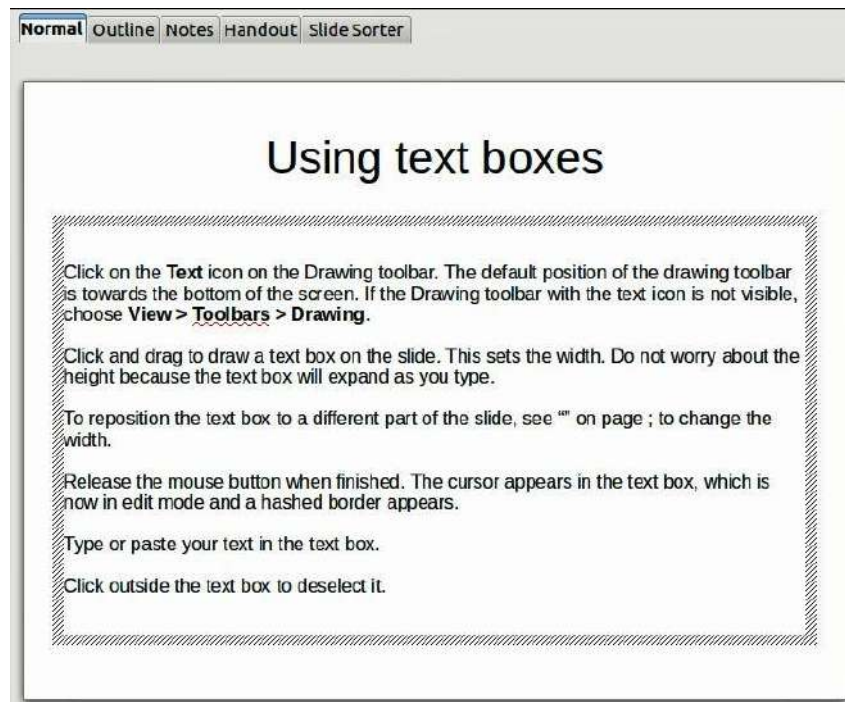 Normal Outline Notes Handout Slide Sorter
Using text boxes
Click on the Text icon on the Drawing toolbar. The default position of the drawing toolbar
is towards the bottom of the screen. If the Drawing toolbar with the text icon is not visible,
choose View > Toolbars > Drawing.
Click and drag to draw a text box on the slide. This sets the width. Do not worry about the
height because the text box will expand as you type.
To reposition the text box to a different part of the slide, see “” on page ; to change the
width.
Release the mouse button when finished. The cursor appears in the text box, which is
now in edit mode and a hashed border appears.
Type or paste your text in the text box.
Click outside the text box to deselect it.